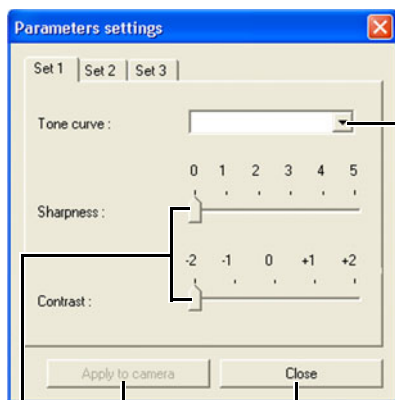 Parameters settings
Set 1 Set 2 Set 3
Tone curve :
0 1 2 3 4 5
Sharpness :
-2 -1 0 +1 +2
Contrast :
Apply to camera Close